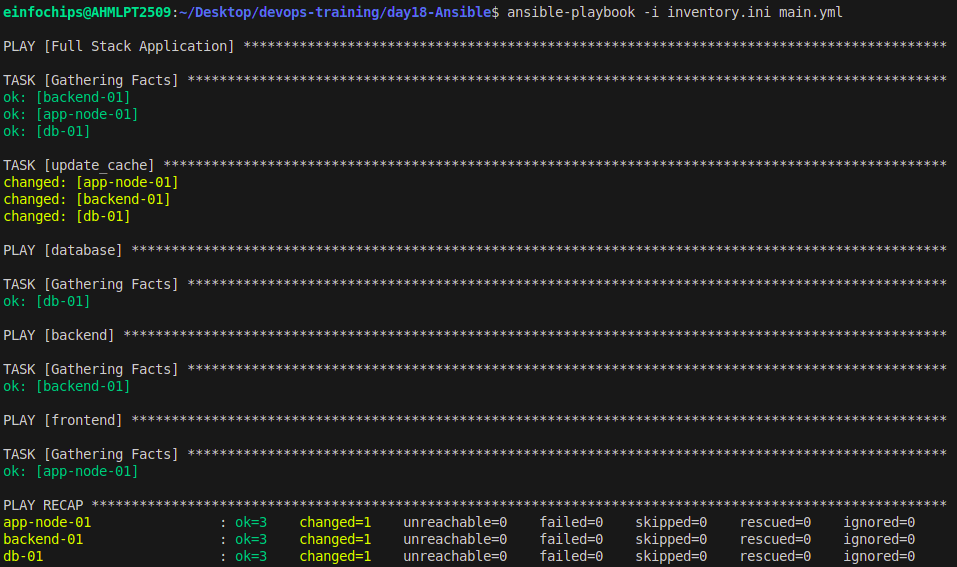 einfochips@AHMLPT2509:~/Desktop/devops-training/day18-Ansible$ ansible-playbook -i inventory.ini main.yml
PLAY [Full Stack Application] ****************************************************************************************
TASK [Gathering Facts] ***********************************************************************************************
ok: [backend-01]
ok: [app-node-01]
ok: [db-01]
TASK [update_cache] **************************************************************************************************
changed: [app-node-01]
changed: [backend-01]
changed: [db-01]
PLAY [database] ******************************************************************************************************
TASK [Gathering Facts] ***********************************************************************************************
ok: [db-01]
PLAY [backend] *******************************************************************************************************
TASK [Gathering Facts] ***********************************************************************************************
ok: [backend-01]
PLAY [frontend] ******************************************************************************************************
TASK [Gathering Facts] ***********************************************************************************************
ok: [app-node-01]
PLAY RECAP ***********************************************************************************************************
app-node-01                : ok=3    changed=1    unreachable=0    failed=0    skipped=0    rescued=0    ignored=0
backend-01                 : ok=3    changed=1    unreachable=0    failed=0    skipped=0    rescued=0    ignored=0
db-01                      : ok=3    changed=1    unreachable=0    failed=0    skipped=0    rescued=0    ignored=0